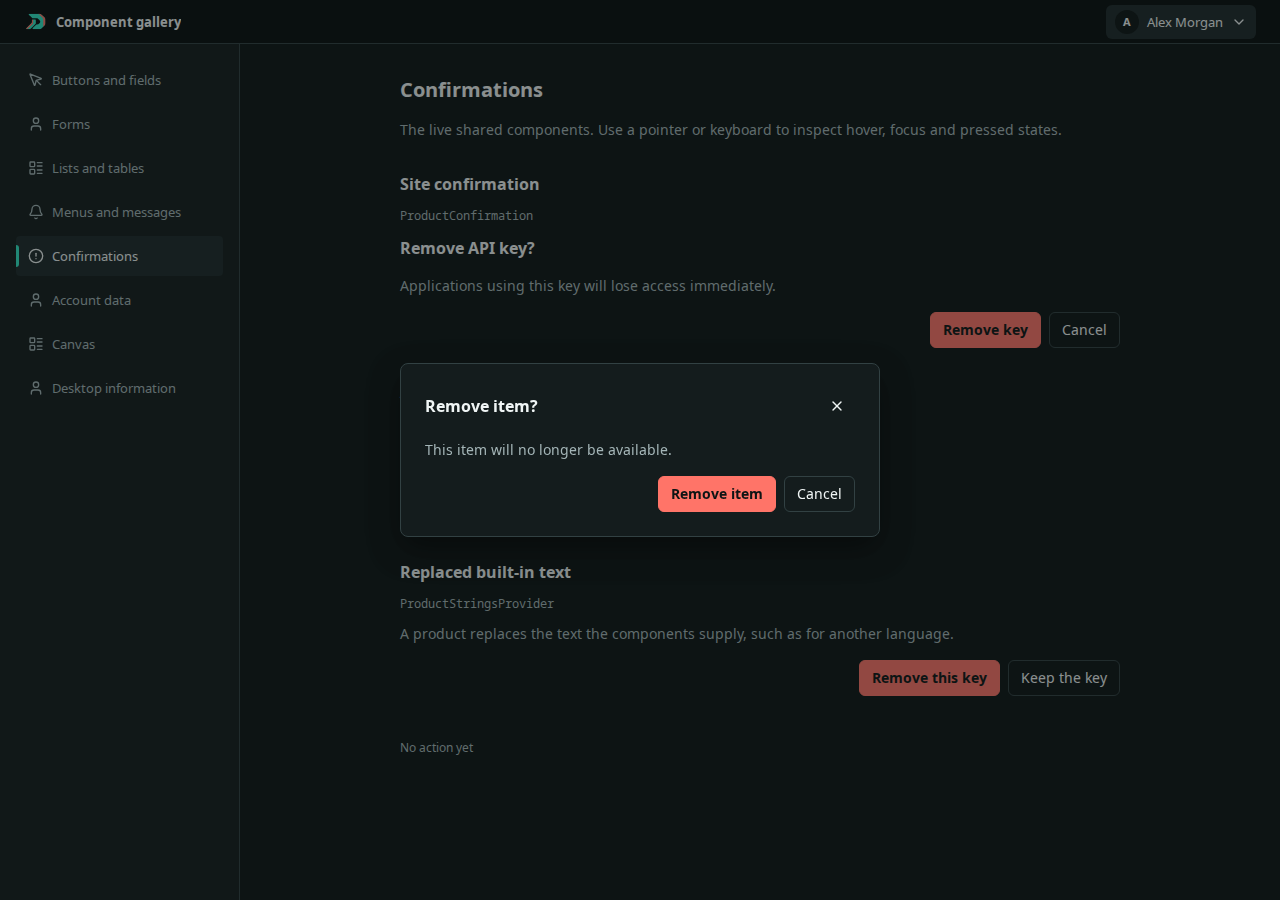 Component gallery
A
Alex Morgan
Buttons and fields
Forms
Lists and tables
Menus and messages
Confirmations
Account data
Canvas
Desktop information
Confirmations
The live shared components. Use a pointer or keyboard to inspect hover, focus and pressed states.
Site confirmation
ProductConfirmation
Remove API key?
Applications using this key will lose access immediately.
Remove key
Cancel
Remove item?
This item will no longer be available.
Remove item
Cancel
Replaced built-in text
ProductStringsProvider
A product replaces the text the components supply, such as for another language.
Remove this key
Keep the key
No action yet